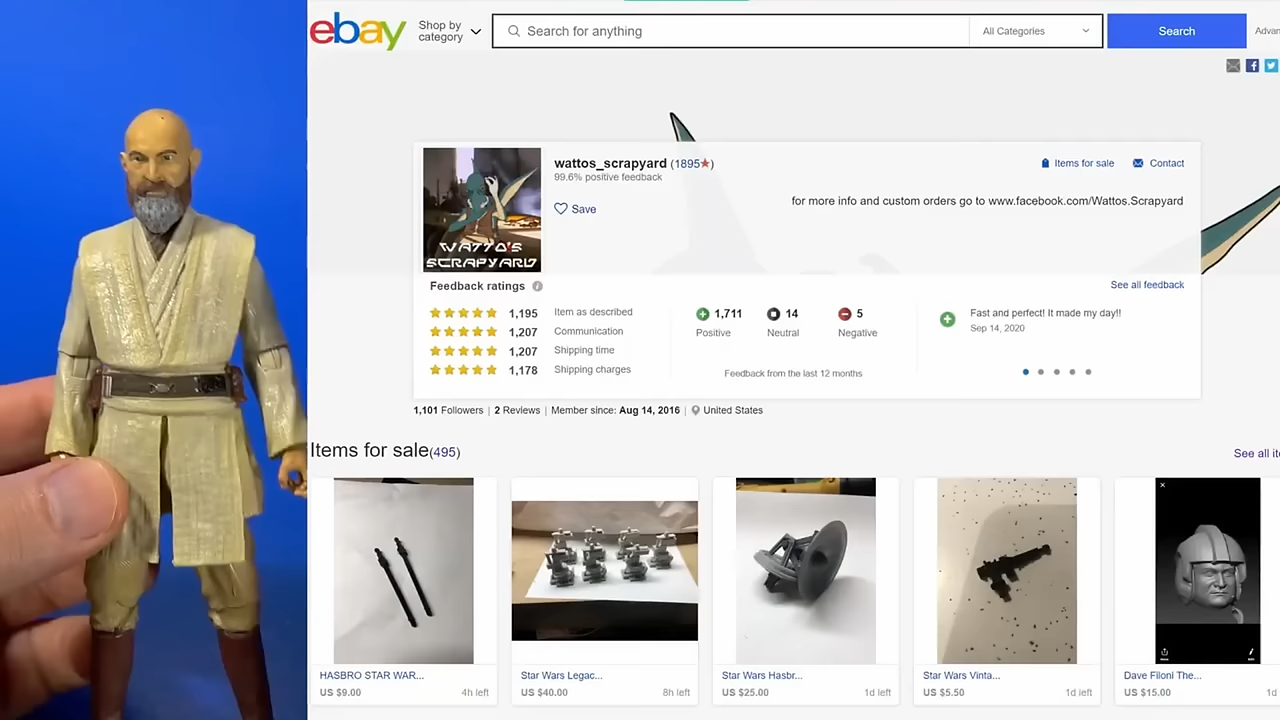 ebay
Shop by
category
Search for anything
All Categories
Search
wattos_scrapyard (1895★)
99.6% positive feedback
Save
Items for sale
Contact
for more info and custom orders go to www.facebook.com/Wattos.Scrapyard
WATTO'S
SCRAPYARD
Feedback ratings
See all feedback
1,195 Item as described
1,207 Communication
1,207 Shipping time
1,178 Shipping charges
1,711
Positive
14
Neutral
5
Negative
Feedback from the last 12 months
Fast and perfect! It made my day!!
Sep 14, 2020
1,101 Followers | 2 Reviews | Member since: Aug 14, 2016 | United States
Items for sale(495)
See all
HASBRO STAR WAR...
US $9.00 4h left
Star Wars Legac...
US $40.00 8h left
Star Wars Hasbr...
US $25.00 1d left
Star Wars Vinta...
US $5.50 1d left
Dave Filoni The...
US $15.00 1d